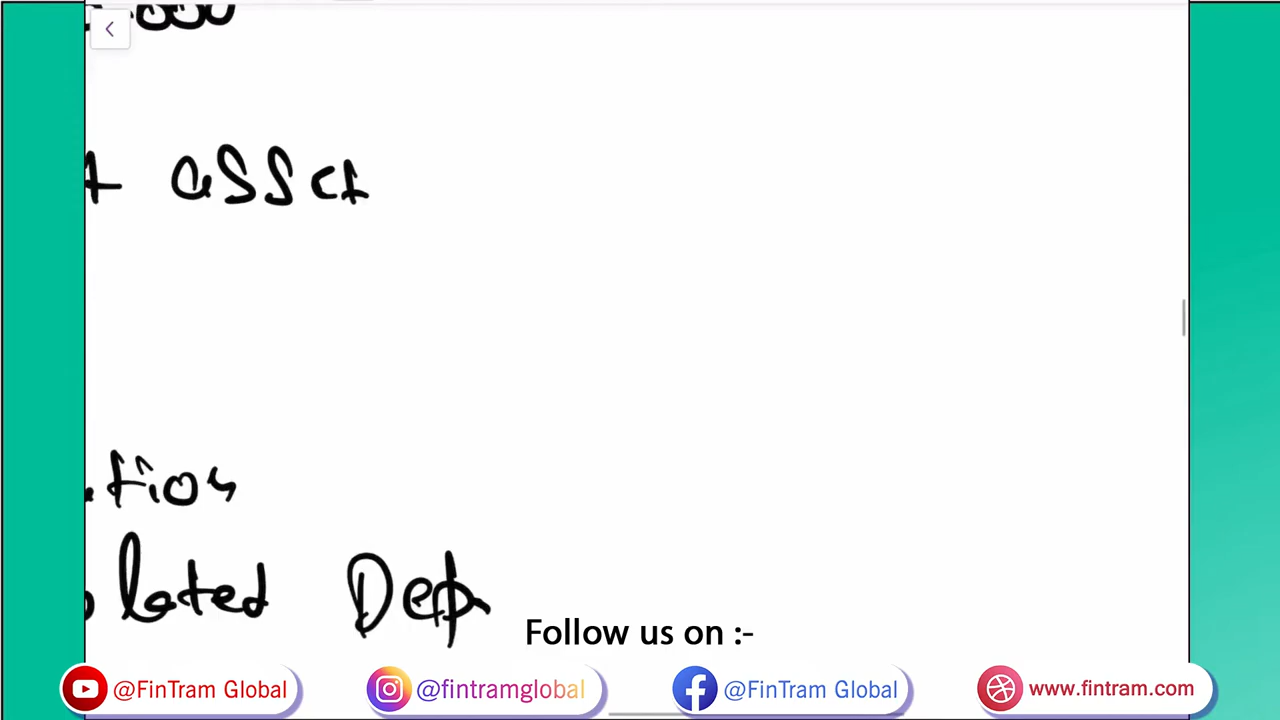 asset
lated Dep
Follow us on :-
@FinTram Global @fintramglobal @FinTram Global www.fintram.com